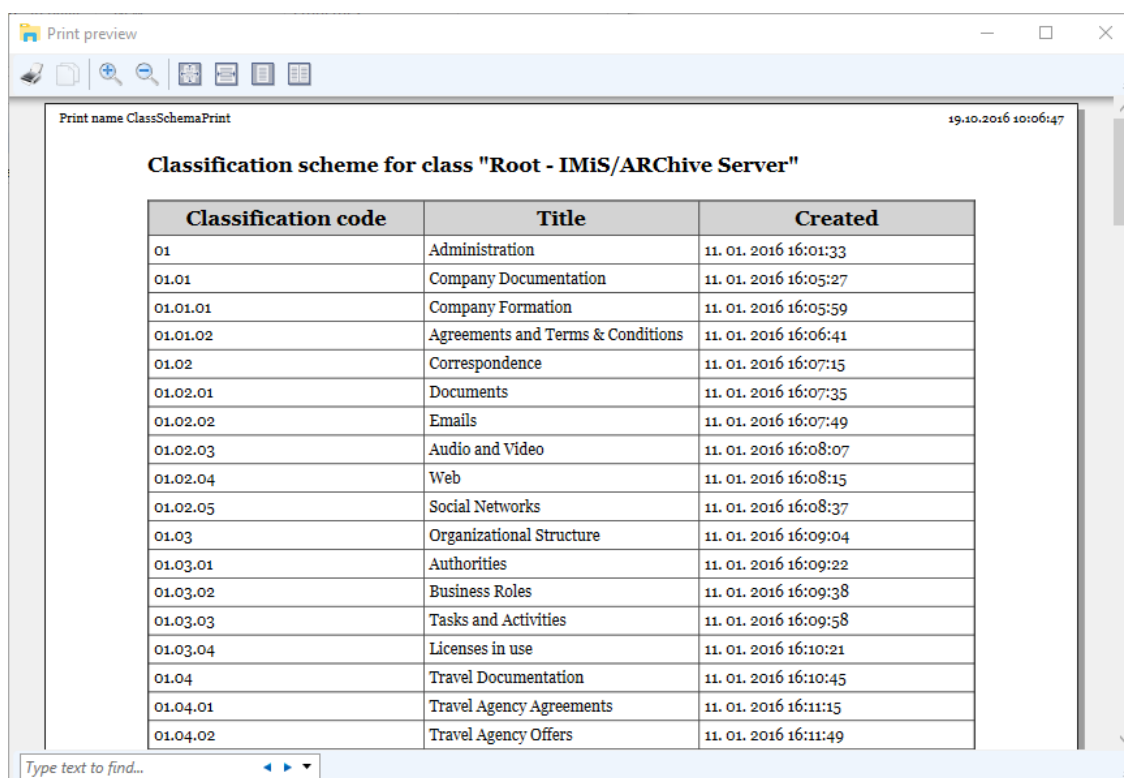 Print preview
Print name ClassSchemaPrint 19.10.2016 10:06:47
Classification scheme for class "Root - IMiS/ARChive Server"
Classification code Title Created
01 Administration 11. 01. 2016 16:01:33
01.01 Company Documentation 11. 01. 2016 16:05:27
01.01.01 Company Formation 11. 01. 2016 16:05:59
01.01.02 Agreements and Terms & Conditions 11. 01. 2016 16:06:41
01.02 Correspondence 11. 01. 2016 16:07:15
01.02.01 Documents 11. 01. 2016 16:07:35
01.02.02 Emails 11. 01. 2016 16:07:49
01.02.03 Audio and Video 11. 01. 2016 16:08:07
01.02.04 Web 11. 01. 2016 16:08:15
01.02.05 Social Networks 11. 01. 2016 16:08:37
01.03 Organizational Structure 11. 01. 2016 16:09:04
01.03.01 Authorities 11. 01. 2016 16:09:22
01.03.02 Business Roles 11. 01. 2016 16:09:38
01.03.03 Tasks and Activities 11. 01. 2016 16:09:58
01.03.04 Licenses in use 11. 01. 2016 16:10:21
01.04 Travel Documentation 11. 01. 2016 16:10:45
01.04.01 Travel Agency Agreements 11. 01. 2016 16:11:15
01.04.02 Travel Agency Offers 11. 01. 2016 16:11:49
Type text to find...